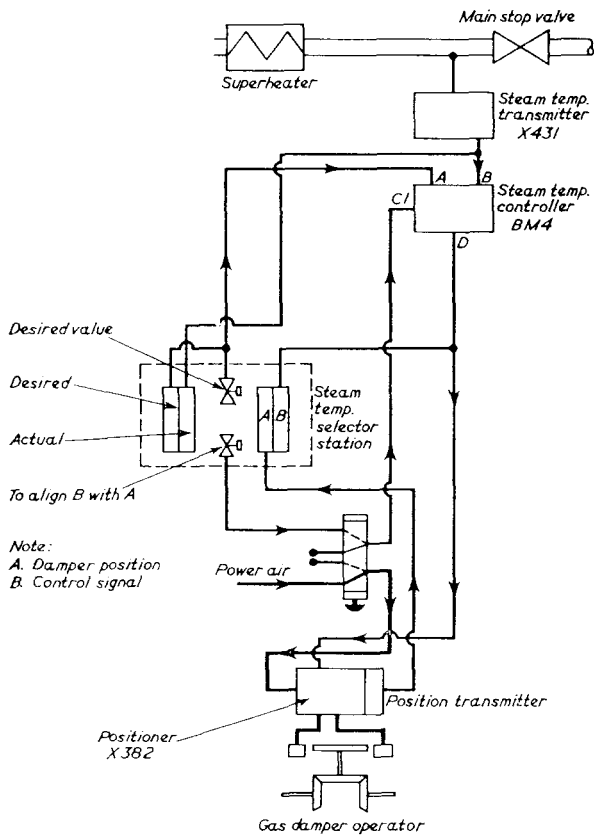 Main stop valve
Superheater
Steam temp.
transmitter
X431
A
B
C1
Steam temp.
controller
BM4
D
Desired value
Desired
Actual
A
B
Steam
temp.
selector
station
To align B with A
Note:
A. Damper position
B. Control signal
Power air
Position transmitter
Positioner
X382
Gas damper operator